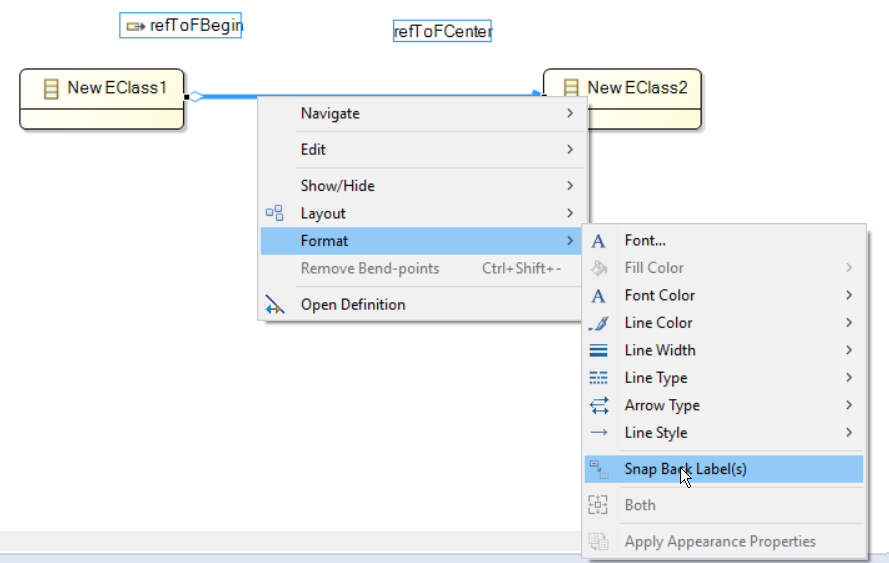 refToFBegin
refToFCenter
New EClass1
New EClass2
Navigate
Edit
Show/Hide
Layout
Format
Remove Bend-points Ctrl+Shift+-
Open Definition
Font...
Fill Color
Font Color
Line Color
Line Width
Line Type
Arrow Type
Line Style
Snap Back Label(s)
Both
Apply Appearance Properties